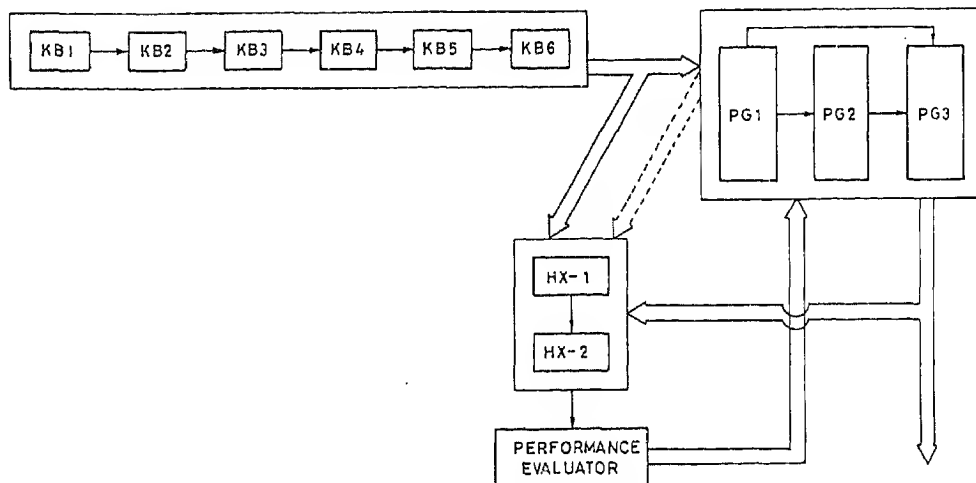 KB1 KB2 KB3 KB4 KB5 KB6
PG1 PG2 PG3
HX-1
HX-2
PERFORMANCE
EVALUATOR